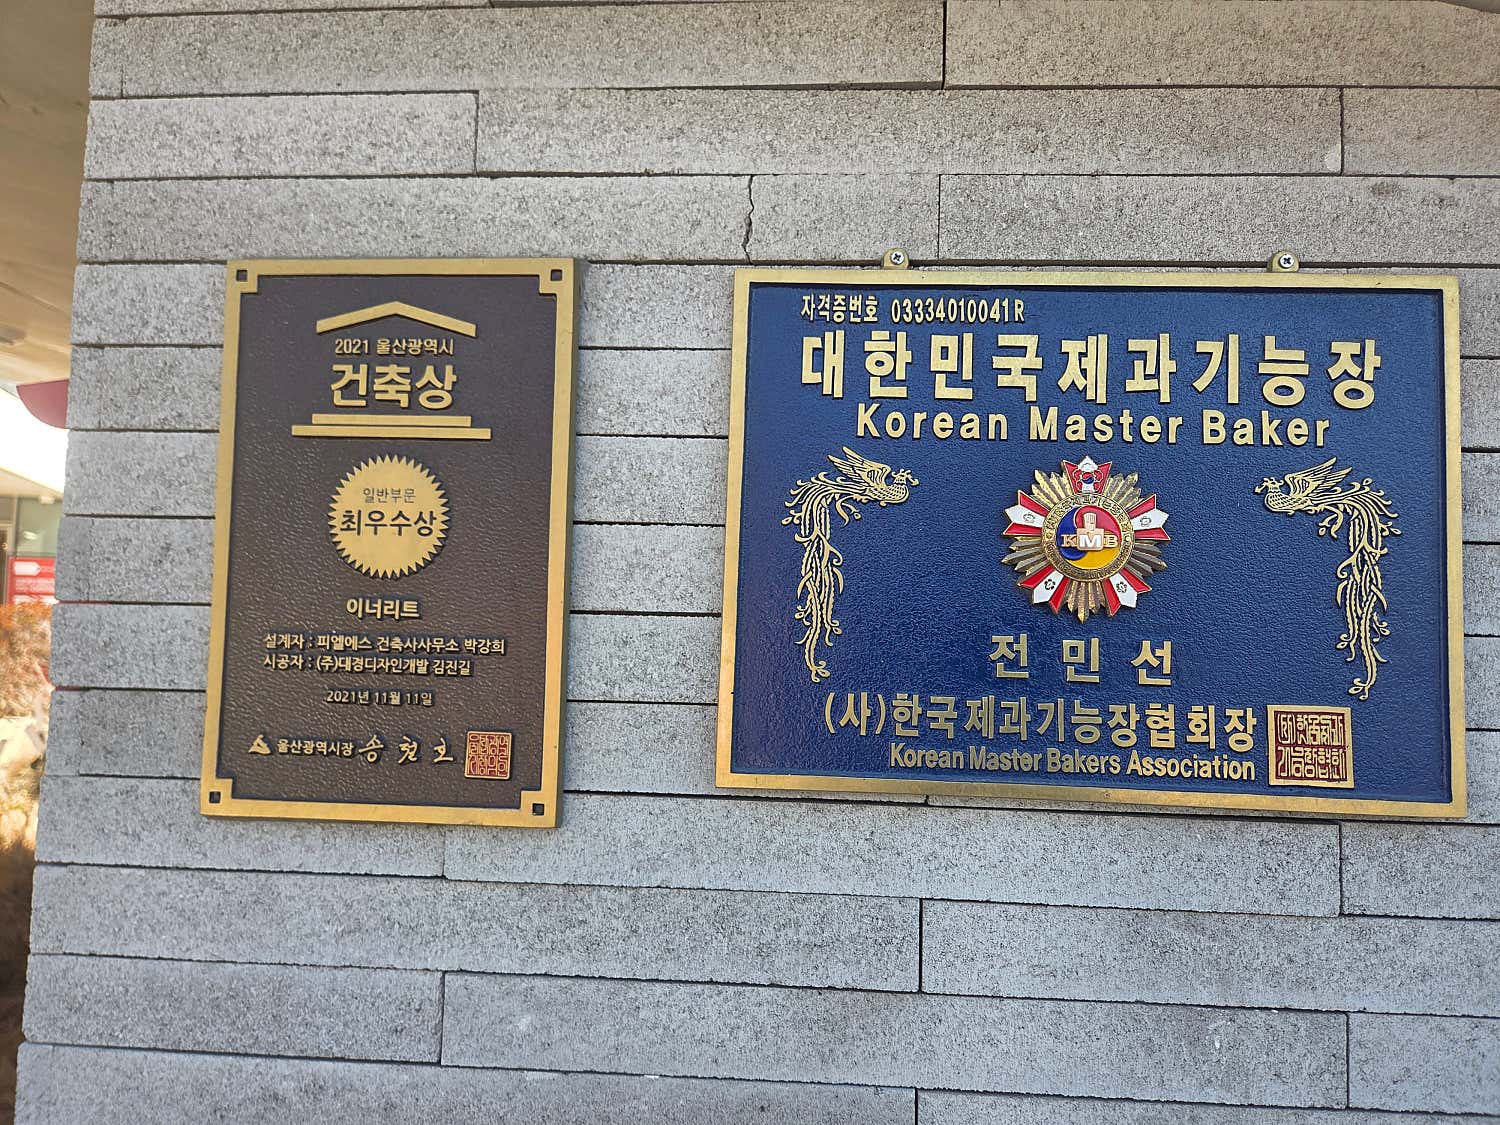 2021 울산광역시
건축상
일반부문
최우수상
이너리트
설계자 : 피엘에스 건축사사무소 박강희
시공자 : (주)대경디자인개발 김진길
2021년 11월 11일
울산광역시장 송철호
자격증번호 03334010041R
대한민국제과기능장
Korean Master Baker
KMB
전민선
(사)한국제과기능장협회장
Korean Master Bakers Association